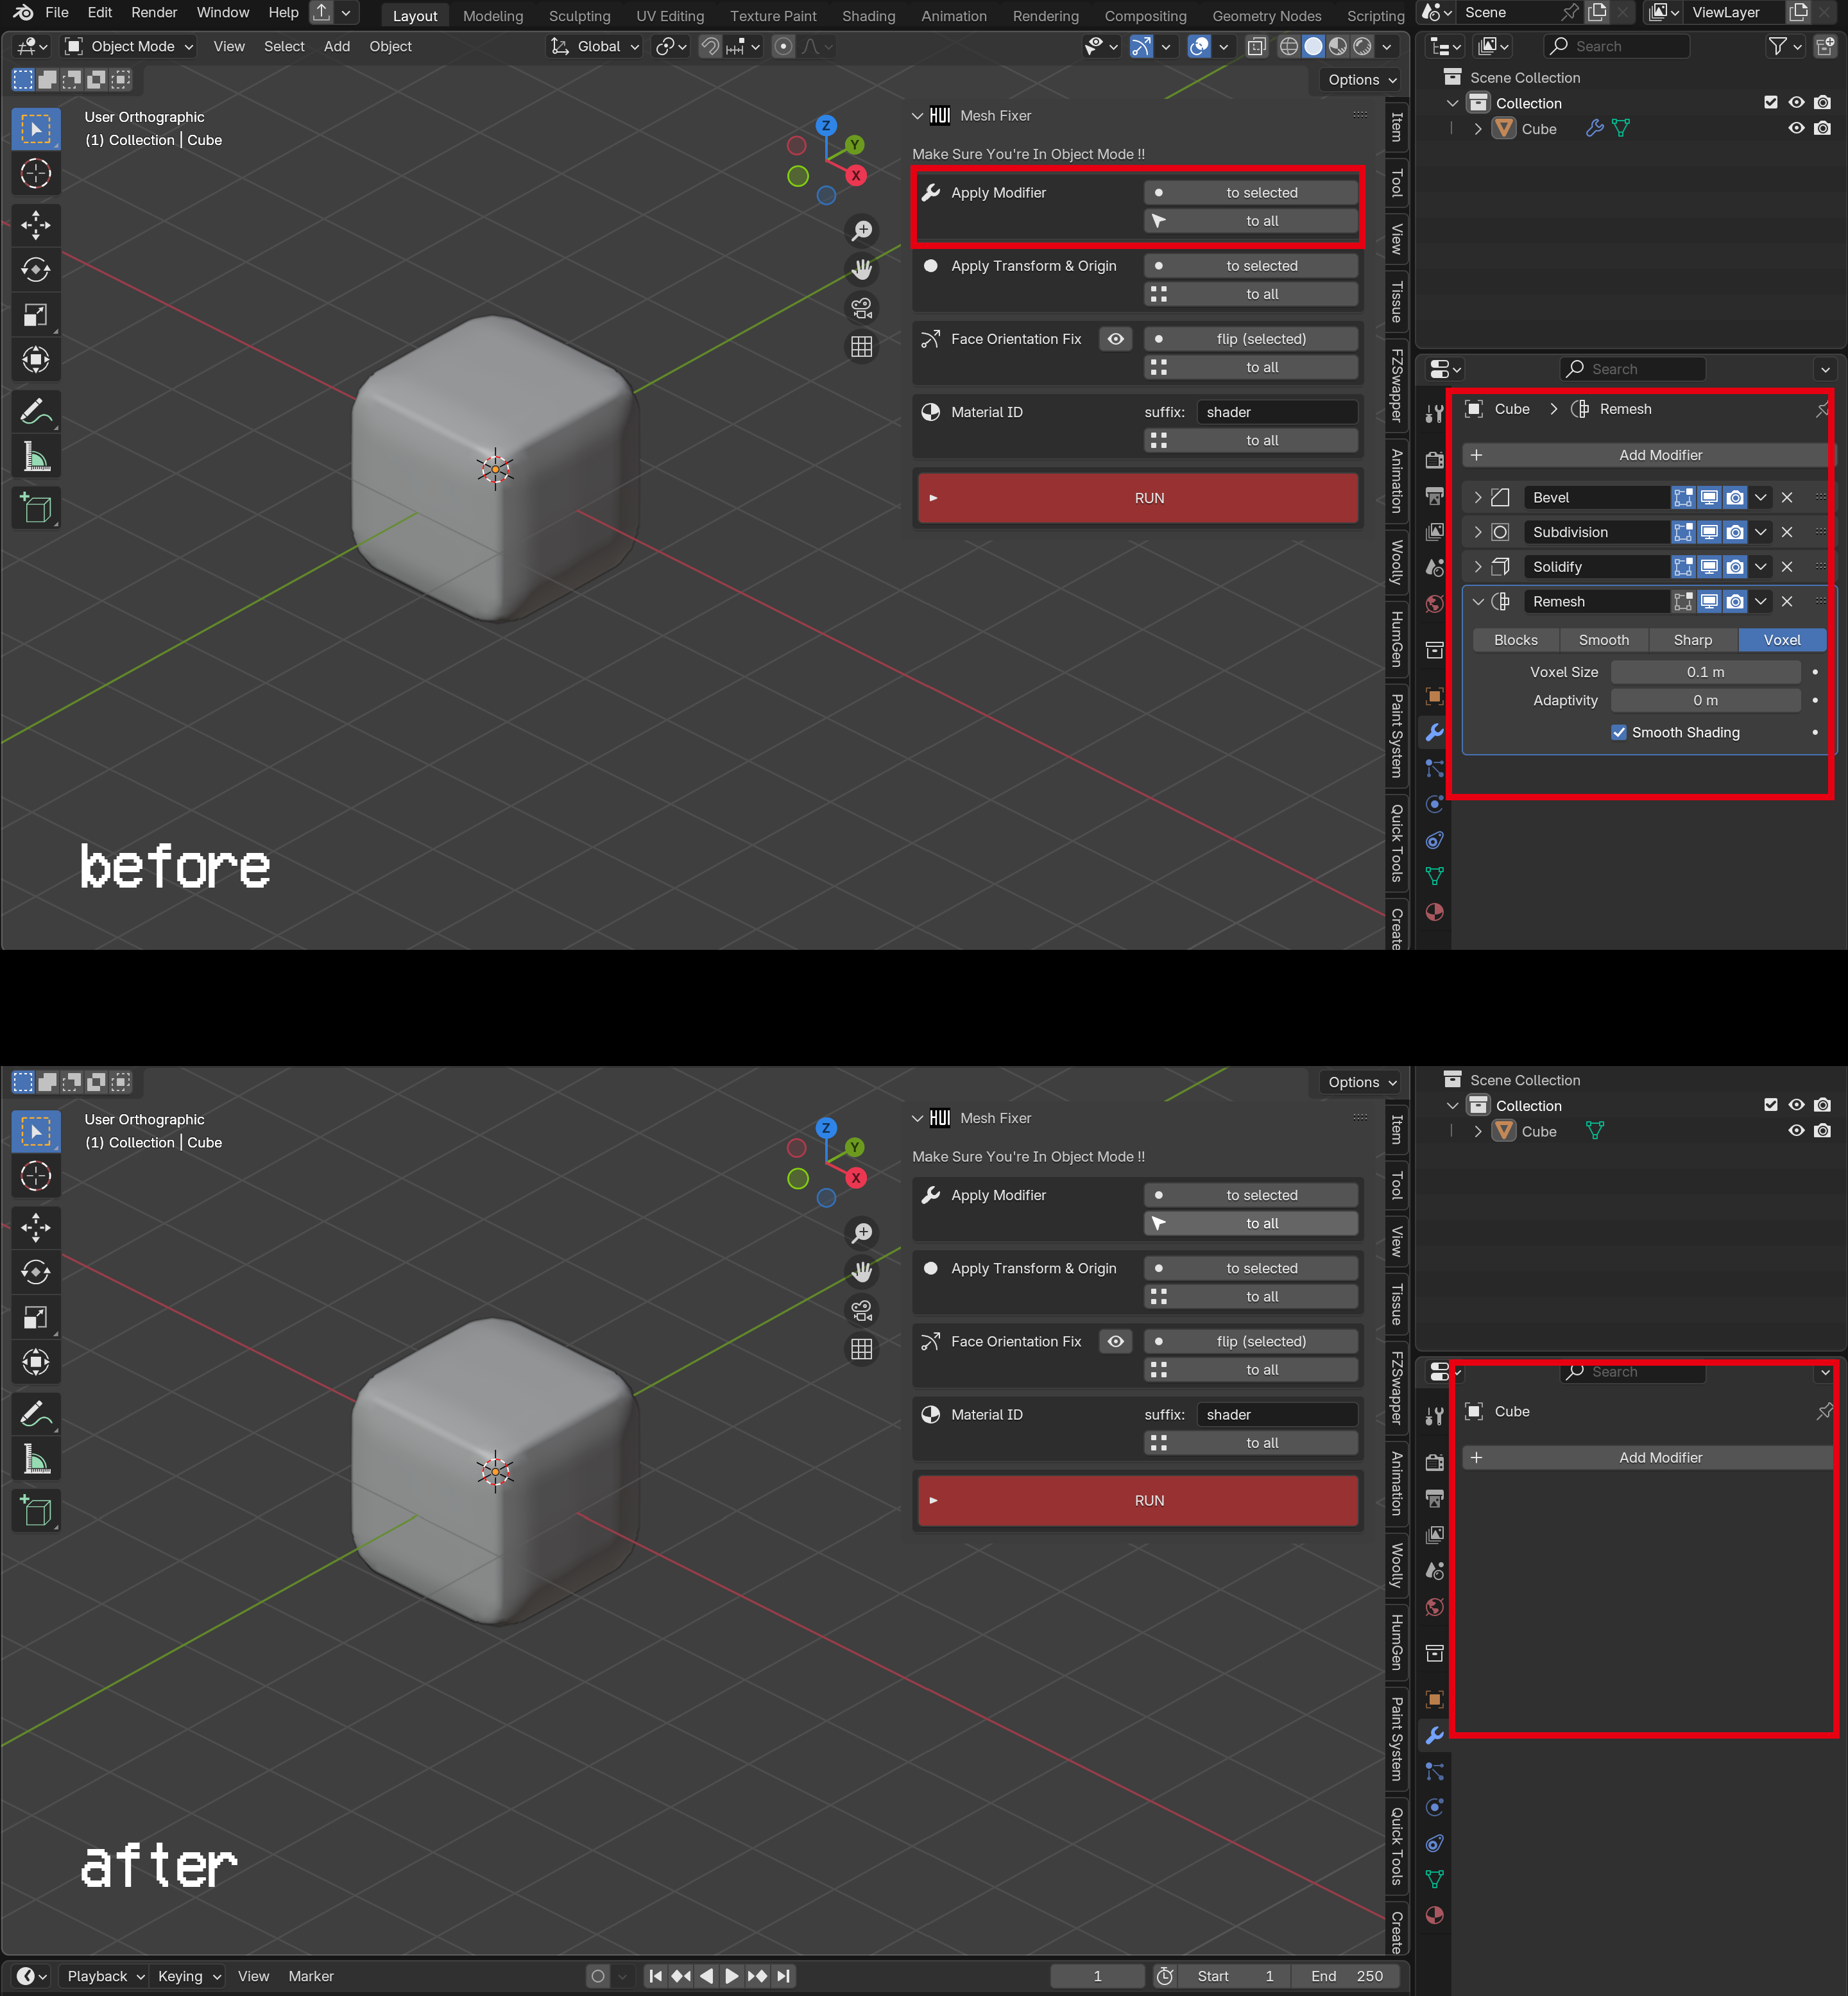 File Edit Render Window Help
Layout Modeling Sculpting UV Editing Texture Paint Shading Animation Rendering Compositing Geometry Nodes Scripting
Scene ViewLayer
Object Mode View Select Add Object Global
Search
Options
Scene Collection
Collection
Cube
User Orthographic
(1) Collection | Cube
Z
Y
X
HUI Mesh Fixer
Make Sure You're In Object Mode !!
Apply Modifier to selected
to all
Apply Transform & Origin to selected
to all
Face Orientation Fix flip (selected)
to all
Material ID suffix: shader
to all
RUN
Item
Tool
View
Tissue
FZSwapper
Animation
Woolly
HumGen
Paint System
Quick Tools
Create
Search
Cube > Remesh
+ Add Modifier
Bevel
Subdivision
Solidify
Remesh
Blocks Smooth Sharp Voxel
Voxel Size 0.1 m
Adaptivity 0 m
Smooth Shading
before
Options
Scene Collection
Collection
Cube
User Orthographic
(1) Collection | Cube
Z
Y
X
HUI Mesh Fixer
Make Sure You're In Object Mode !!
Apply Modifier to selected
to all
Apply Transform & Origin to selected
to all
Face Orientation Fix flip (selected)
to all
Material ID suffix: shader
to all
RUN
Item
Tool
View
Tissue
FZSwapper
Animation
Woolly
HumGen
Paint System
Quick Tools
Create
Search
Cube
+ Add Modifier
after
Playback Keying View Marker
1 Start 1 End 250